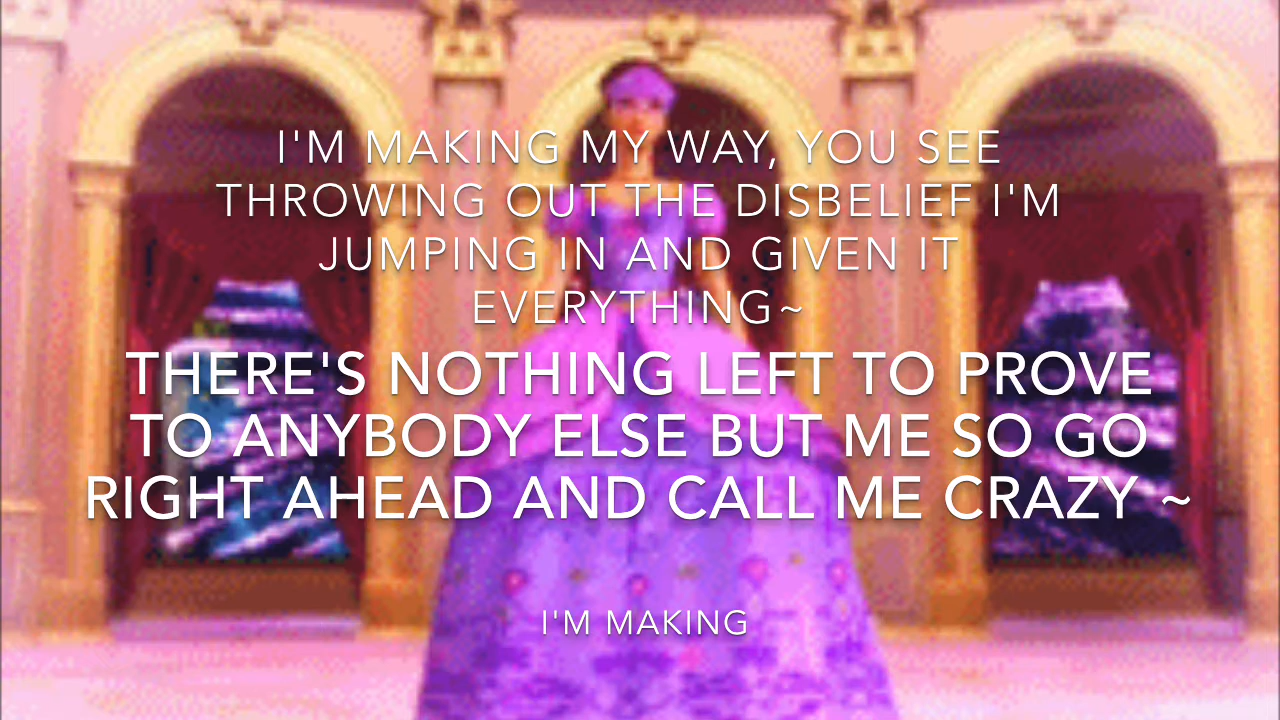 I'M MAKING MY WAY, YOU SEE
THROWING OUT THE DISBELIEF I'M
JUMPING IN AND GIVEN IT
EVERYTHING~
THERE'S NOTHING LEFT TO PROVE
TO ANYBODY ELSE BUT ME SO GO
RIGHT AHEAD AND CALL ME CRAZY ~
I'M MAKING